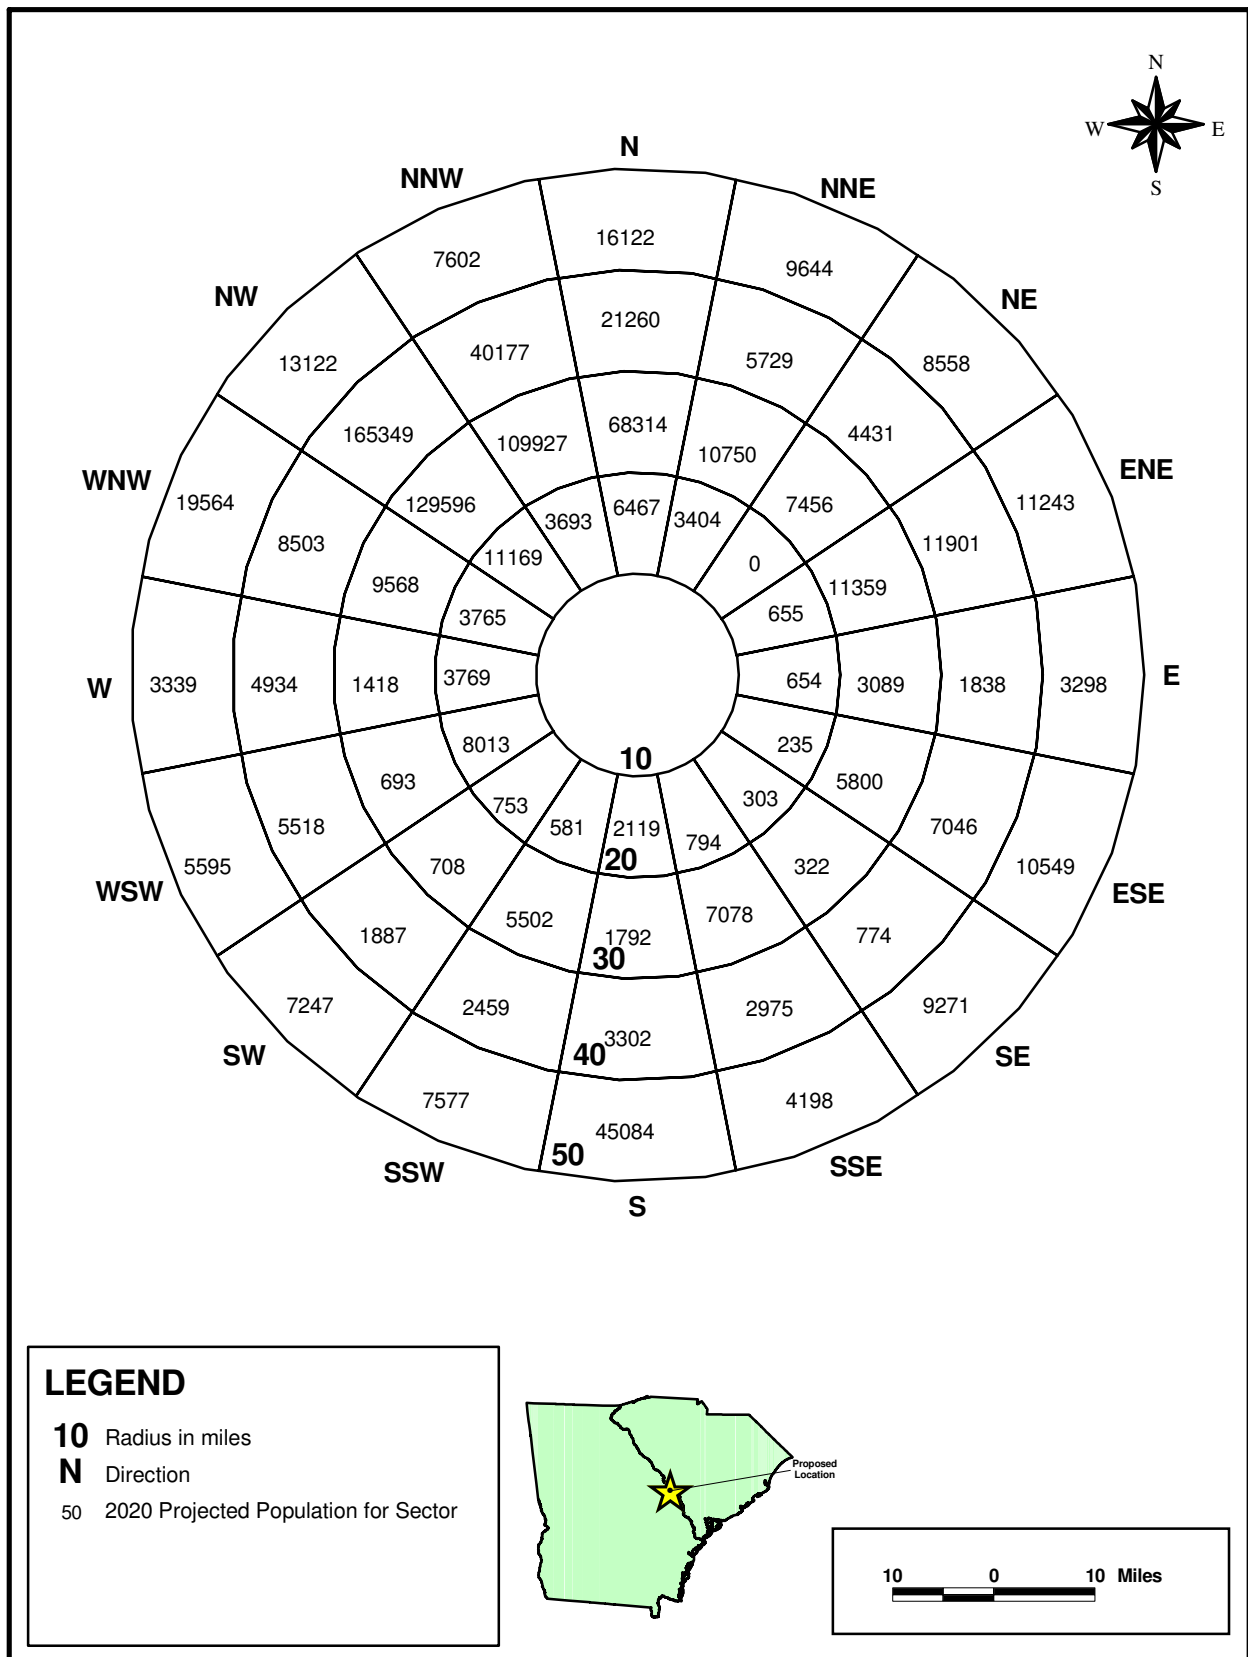 N
W E
S
N
NNW
NNE
16122
7602
9644
NW
NE
21260
40177
5729
13122
8558
68314
165349
4431
109927
10750
WNW
ENE
19564
129596
3693
6467
3404
7456
11243
8503
11169
0
11901
9568
11359
3765
655
W
3339
4934
1418
3769
654
3089
1838
3298
E
8013
235
10
693
5800
753
303
5518
581
2119
794
7046
20
WSW
5595
708
322
10549
ESE
5502
7078
1887
1792
774
30
7247
2459
2975
9271
SW
3302
SE
40
7577
4198
45084
50
SSW
SSE
S
LEGEND
10 Radius in miles
N Direction
50 2020 Projected Population for Sector
Proposed
Location
10 0 10 Miles